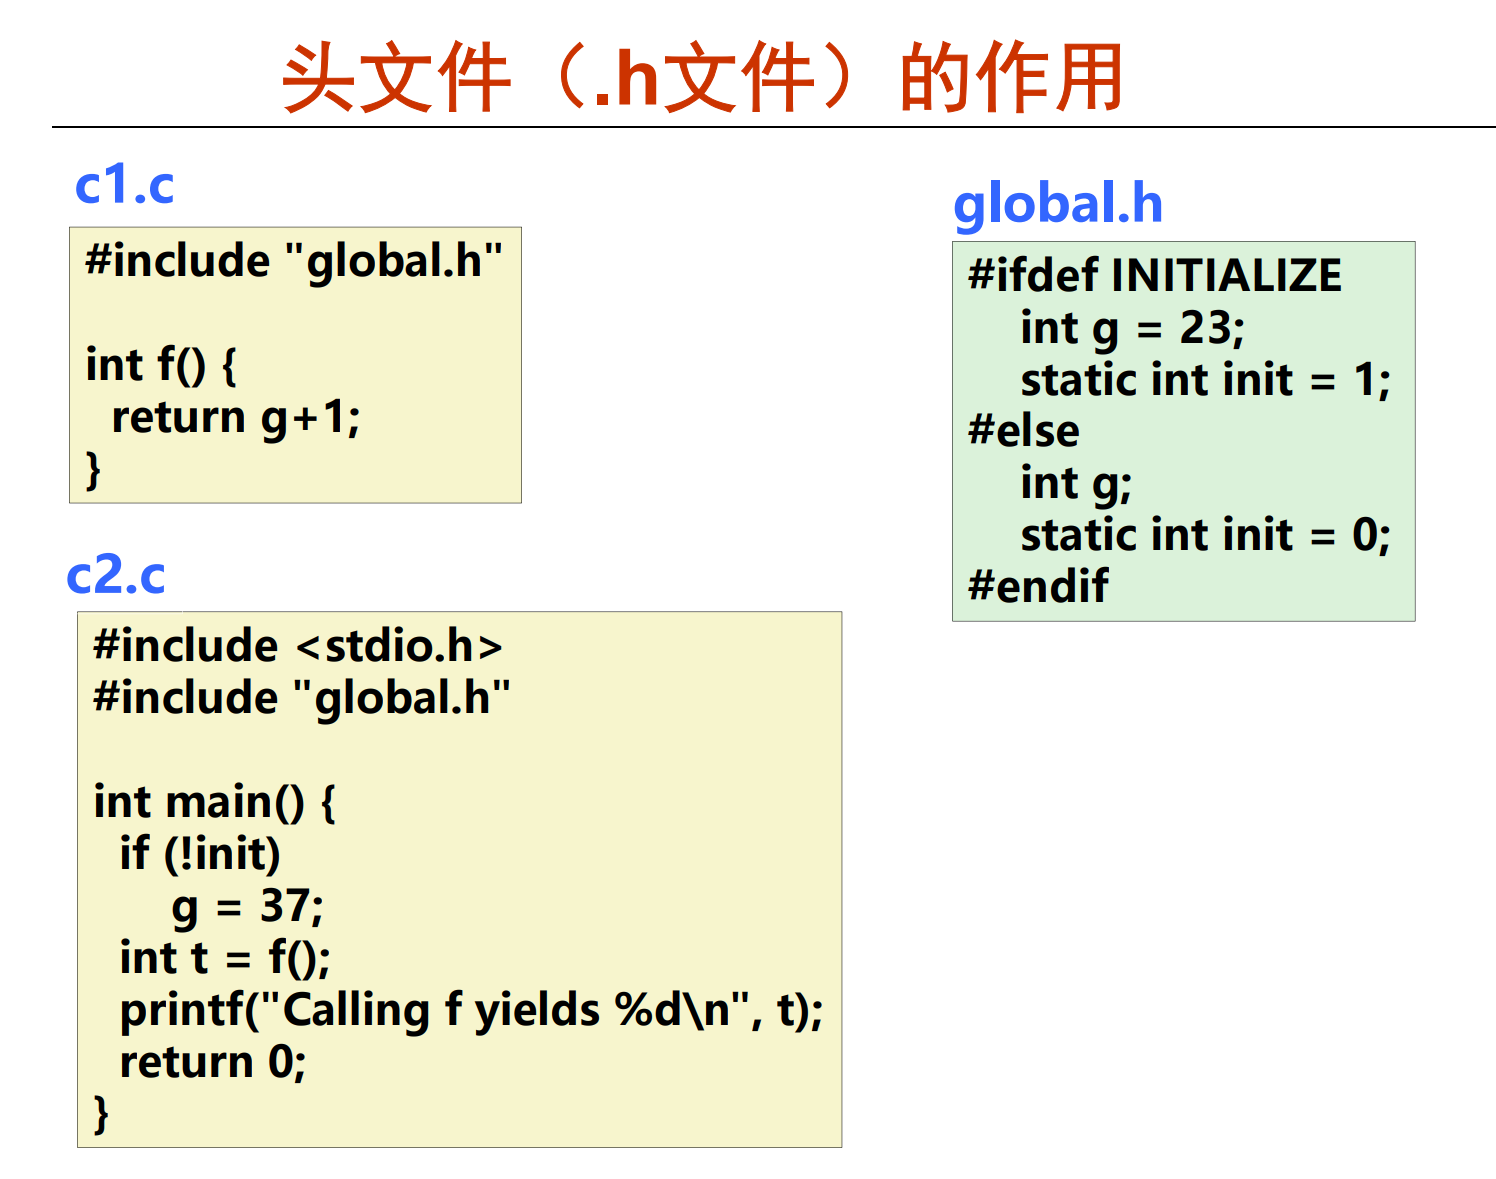 头文件（.h文件）的作用
c1.c
#include "global.h"
int f() {
  return g+1;
}
c2.c
#include <stdio.h>
#include "global.h"
int main() {
  if (!init)
      g = 37;
  int t = f();
  printf("Calling f yields %d\n", t);
  return 0;
}
global.h
#ifdef INITIALIZE
    int g = 23;
    static int init = 1;
#else
    int g;
    static int init = 0;
#endif